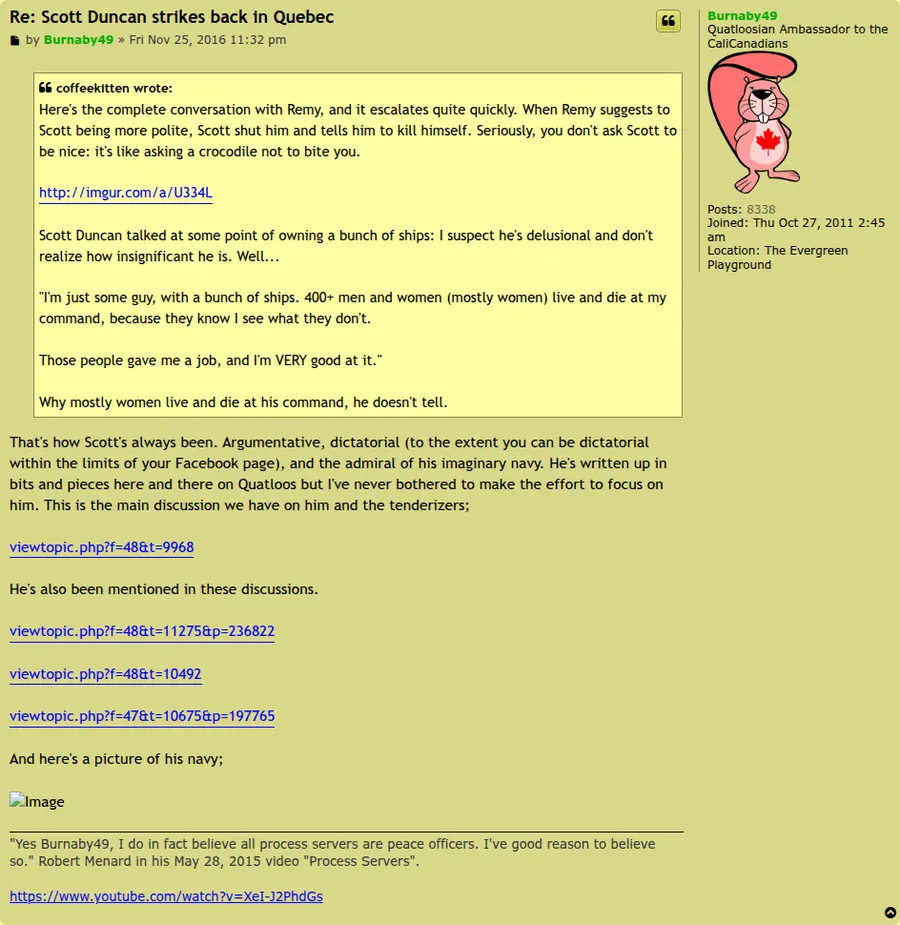 Re: Scott Duncan strikes back in Quebec
by Burnaby49 » Fri Nov 25, 2016 11:32 pm
coffeekitten wrote:
Here's the complete conversation with Remy, and it escalates quite quickly. When Remy suggests to
Scott being more polite, Scott shut him and tells him to kill himself. Seriously, you don't ask Scott to
be nice: it's like asking a crocodile not to bite you.
http://imgur.com/a/U334L
Scott Duncan talked at some point of owning a bunch of ships: I suspect he's delusional and don't
realize how insignificant he is. Well...
"I'm just some guy, with a bunch of ships. 400+ men and women (mostly women) live and die at my
command, because they know I see what they don't.
Those people gave me a job, and I'm VERY good at it."
Why mostly women live and die at his command, he doesn't tell.
That's how Scott's always been. Argumentative, dictatorial (to the extent you can be dictatorial
within the limits of your Facebook page), and the admiral of his imaginary navy. He's written up in
bits and pieces here and there on Quatloos but I've never bothered to make the effort to focus on
him. This is the main discussion we have on him and the tenderizers;
viewtopic.php?f=48&t=9968
He's also been mentioned in these discussions.
viewtopic.php?f=48&t=11275&p=236822
viewtopic.php?f=48&t=10492
viewtopic.php?f=47&t=10675&p=197765
And here's a picture of his navy;
Image
"Yes Burnaby49, I do in fact believe all process servers are peace officers. I've good reason to believe
so." Robert Menard in his May 28, 2015 video "Process Servers".
https://www.youtube.com/watch?v=XeI-J2PhdGs
Burnaby49
Quatloosian Ambassador to the
CaliCanadians
Posts: 8338
Joined: Thu Oct 27, 2011 2:45
am
Location: The Evergreen
Playground